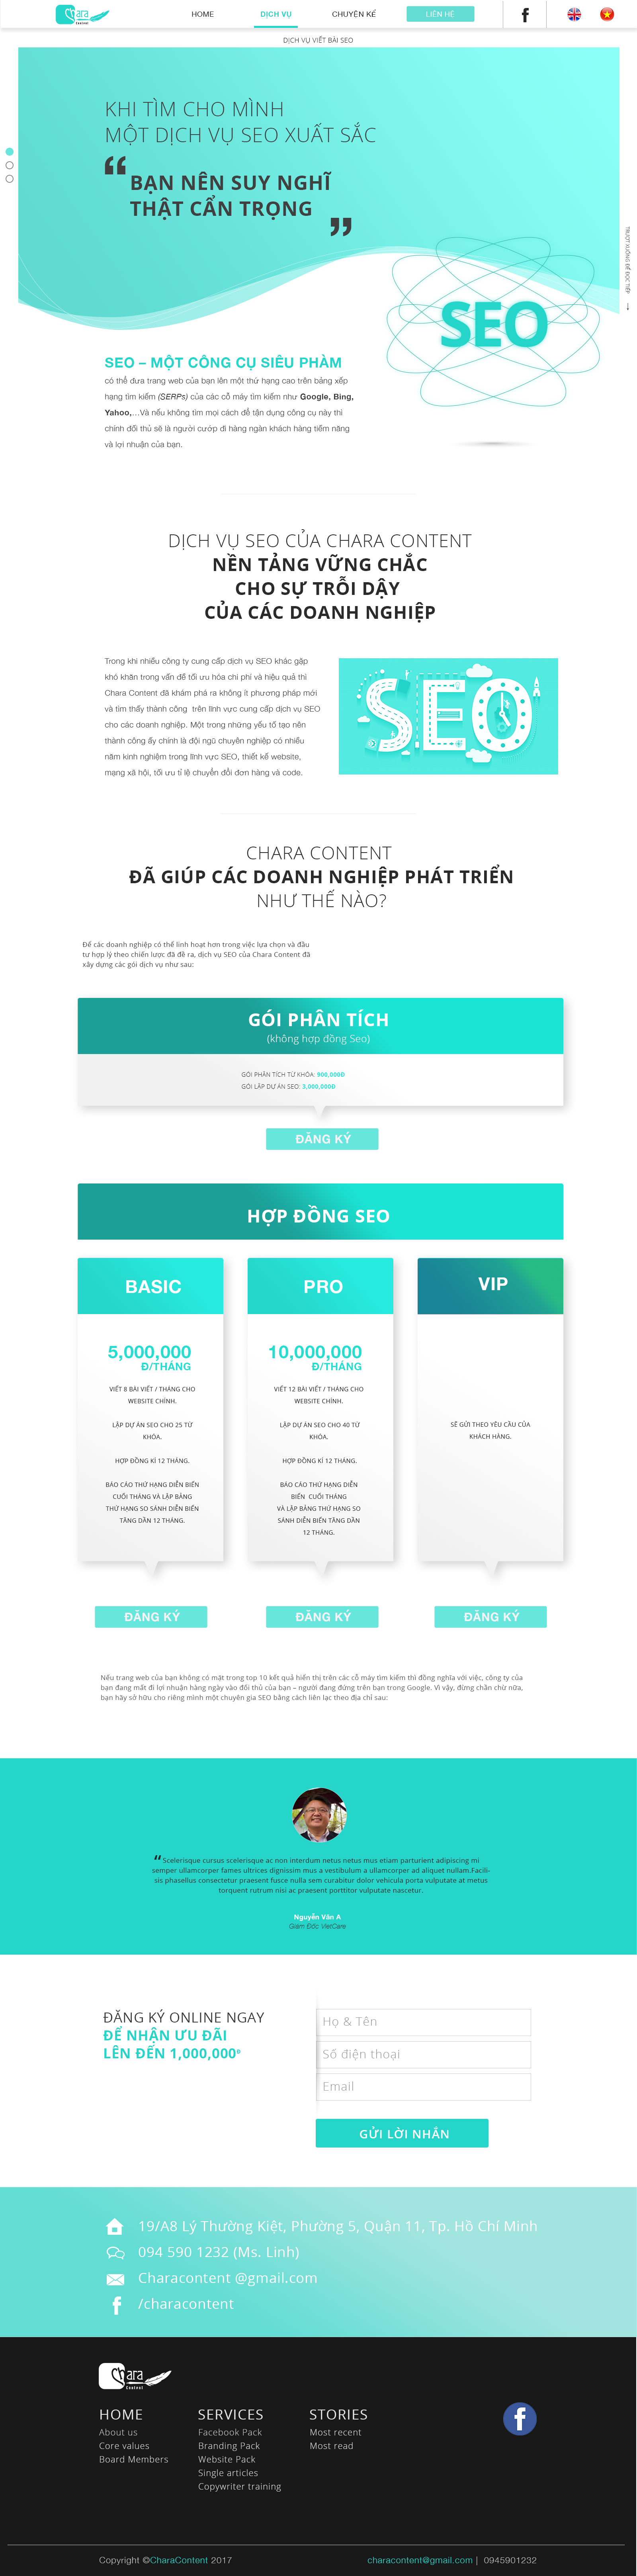 Chara
Content
HOME
DỊCH VỤ
CHUYỆN KỂ
LIÊN HỆ
DỊCH VỤ VIẾT BÀI SEO
KHI TÌM CHO MÌNH
MỘT DỊCH VỤ SEO XUẤT SẮC
“ BẠN NÊN SUY NGHĨ
THẬT CẨN TRỌNG ”
TRƯỢT XUỐNG ĐỂ ĐỌC TIẾP →
SEO
SEO – MỘT CÔNG CỤ SIÊU PHÀM
có thể đưa trang web của bạn lên một thứ hạng cao trên bảng xếp
hạng tìm kiếm (SERPs) của các cỗ máy tìm kiếm như Google, Bing,
Yahoo,...Và nếu không tìm mọi cách để tận dụng công cụ này thì
chính đối thủ sẽ là người cướp đi hàng ngàn khách hàng tiềm năng
và lợi nhuận của bạn.
DỊCH VỤ SEO CỦA CHARA CONTENT
NỀN TẢNG VỮNG CHẮC
CHO SỰ TRỖI DẬY
CỦA CÁC DOANH NGHIỆP
Trong khi nhiều công ty cung cấp dịch vụ SEO khác gặp
khó khăn trong vấn đề tối ưu hóa chi phí và hiệu quả thì
Chara Content đã khám phá ra không ít phương pháp mới
và tìm thấy thành công trên lĩnh vực cung cấp dịch vụ SEO
cho các doanh nghiệp. Một trong những yếu tố tạo nên
thành công ấy chính là đội ngũ chuyên nghiệp có nhiều
năm kinh nghiệm trong lĩnh vực SEO, thiết kế website,
mạng xã hội, tối ưu tỉ lệ chuyển đổi đơn hàng và code.
SEO
CHARA CONTENT
ĐÃ GIÚP CÁC DOANH NGHIỆP PHÁT TRIỂN
NHƯ THẾ NÀO?
Để các doanh nghiệp có thể linh hoạt hơn trong việc lựa chọn và đầu
tư hợp lý theo chiến lược đã đề ra, dịch vụ SEO của Chara Content đã
xây dựng các gói dịch vụ như sau:
GÓI PHÂN TÍCH
(không hợp đồng Seo)
GÓI PHÂN TÍCH TỪ KHÓA: 900,000Đ
GÓI LẬP DỰ ÁN SEO: 3,000,000Đ
ĐĂNG KÝ
HỢP ĐỒNG SEO
BASIC
5,000,000
Đ/THÁNG
VIẾT 8 BÀI VIẾT / THÁNG CHO
WEBSITE CHÍNH.
LẬP DỰ ÁN SEO CHO 25 TỪ
KHÓA.
HỢP ĐỒNG KÍ 12 THÁNG.
BÁO CÁO THỨ HẠNG DIỄN BIẾN
CUỐI THÁNG VÀ LẬP BẢNG
THỨ HẠNG SO SÁNH DIỄN BIẾN
TĂNG DẦN 12 THÁNG.
ĐĂNG KÝ
PRO
10,000,000
Đ/THÁNG
VIẾT 12 BÀI VIẾT / THÁNG CHO
WEBSITE CHÍNH.
LẬP DỰ ÁN SEO CHO 40 TỪ
KHÓA.
HỢP ĐỒNG KÍ 12 THÁNG.
BÁO CÁO THỨ HẠNG DIỄN
BIẾN CUỐI THÁNG
VÀ LẬP BẢNG THỨ HẠNG SO
SÁNH DIỄN BIẾN TĂNG DẦN
12 THÁNG.
ĐĂNG KÝ
VIP
SẼ GỬI THEO YÊU CẦU CỦA
KHÁCH HÀNG.
ĐĂNG KÝ
Nếu trang web của bạn không có mặt trong top 10 kết quả hiển thị trên các cỗ máy tìm kiếm thì đồng nghĩa với việc, công ty của
bạn đang mất đi lợi nhuận hàng ngày vào đối thủ của bạn – người đang đứng trên bạn trong Google. Vì vậy, đừng chần chừ nữa,
bạn hãy sở hữu cho riêng mình một chuyên gia SEO bằng cách liên lạc theo địa chỉ sau:
“Scelerisque cursus scelerisque ac non interdum netus netus mus etiam parturient adipiscing mi
semper ullamcorper fames ultrices dignissim mus a vestibulum a ullamcorper ad aliquet nullam.Facili-
sis phasellus consectetur praesent fusce nulla sem curabitur dolor vehicula porta vulputate at metus
torquent rutrum nisi ac praesent porttitor vulputate nascetur.
Nguyễn Văn A
Giám Đốc VietCare
ĐĂNG KÝ ONLINE NGAY
ĐỂ NHẬN ƯU ĐÃI
LÊN ĐẾN 1,000,000Đ
Họ & Tên
Số điện thoại
Email
GỬI LỜI NHẮN
19/A8 Lý Thường Kiệt, Phường 5, Quận 11, Tp. Hồ Chí Minh
094 590 1232 (Ms. Linh)
Characontent @gmail.com
/characontent
Chara
Content
HOME
About us
Core values
Board Members
SERVICES
Facebook Pack
Branding Pack
Website Pack
Single articles
Copywriter training
STORIES
Most recent
Most read
Copyright ©CharaContent 2017
characontent@gmail.com | 0945901232